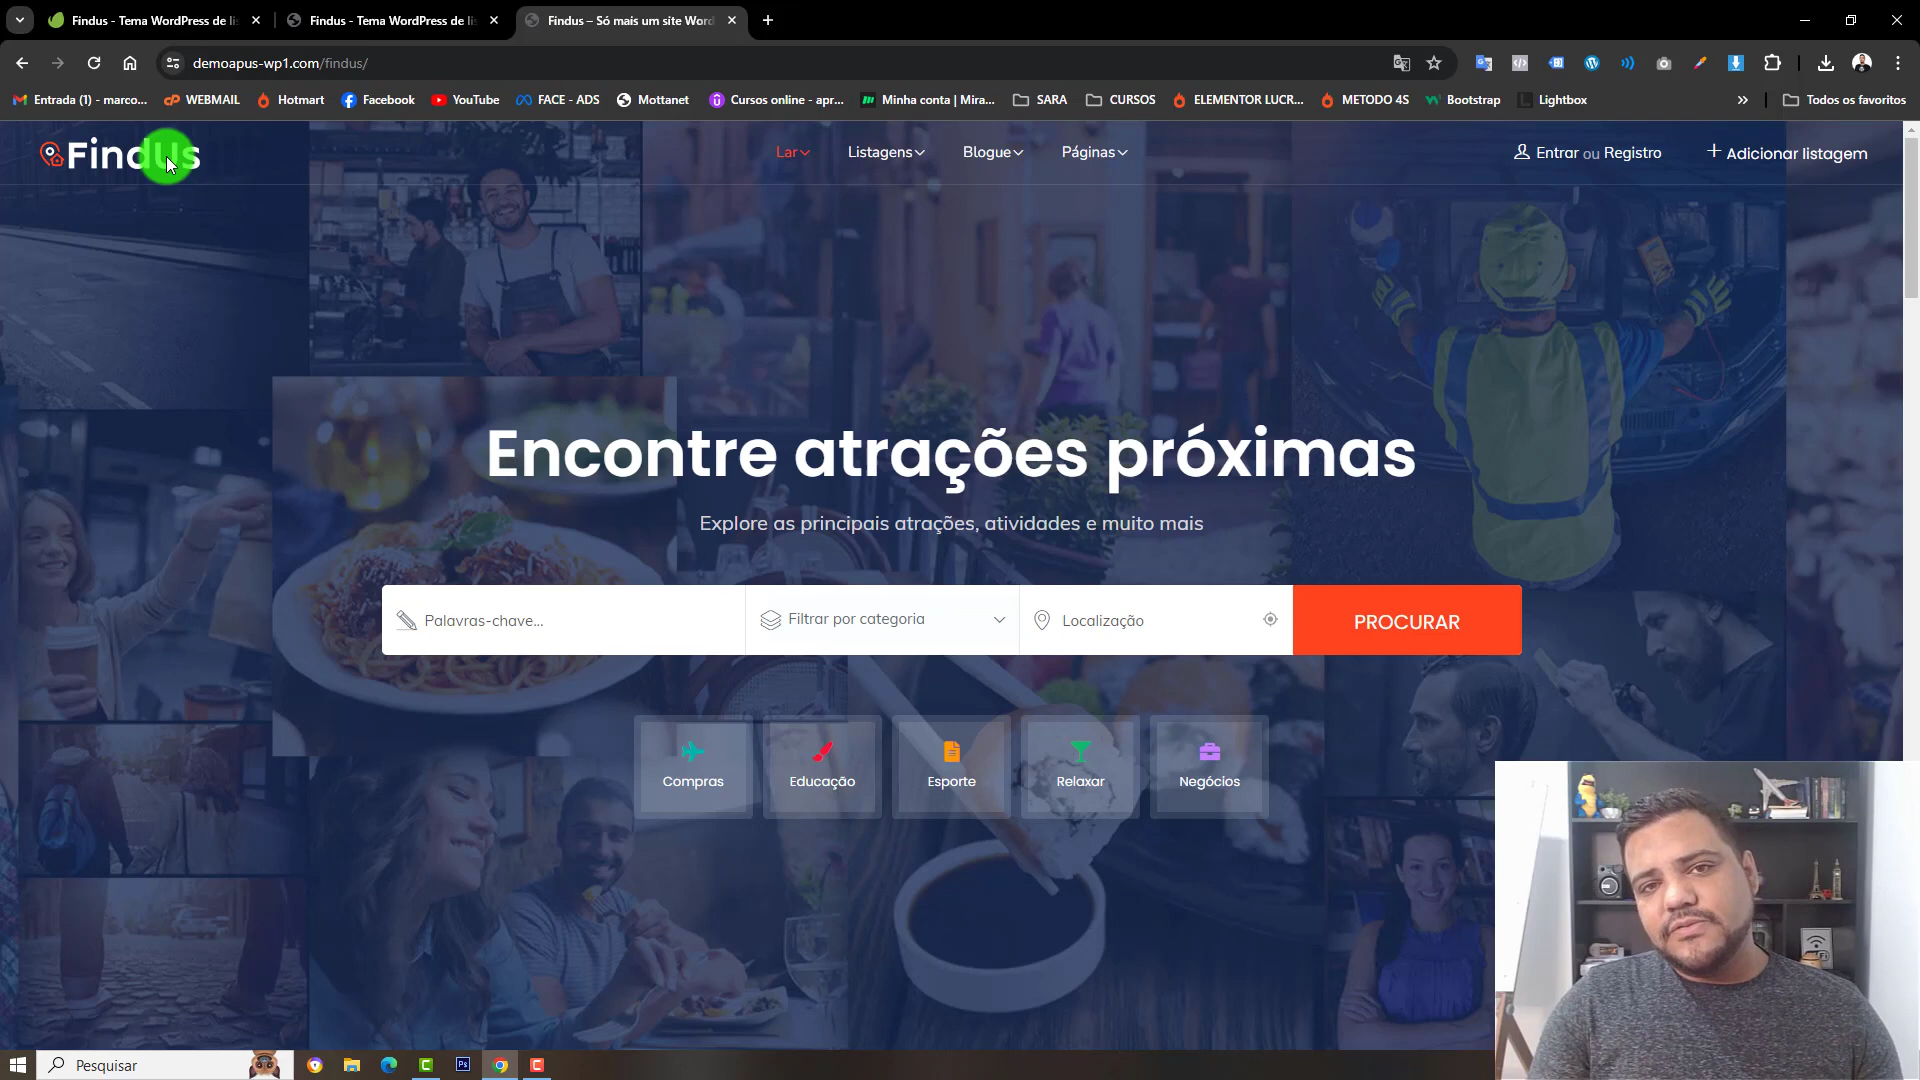 Findus - Tema WordPress de li
Findus - Tema WordPress de li
Findus – Só mais um site Word
demoapus-wp1.com/findus/
Entrada (1) - marco...
WEBMAIL
Hotmart
Facebook
YouTube
FACE - ADS
Mottanet
Cursos online - apr...
Minha conta | Mira...
SARA
CURSOS
ELEMENTOR LUCR...
METODO 4S
Bootstrap
Lightbox
Todos os favoritos
FindUs
Lar
Listagens
Blogue
Páginas
Entrar ou Registro
Adicionar listagem
Encontre atrações próximas
Explore as principais atrações, atividades e muito mais
Palavras-chave...
Filtrar por categoria
Localização
PROCURAR
Compras
Educação
Esporte
Relaxar
Negócios
Pesquisar